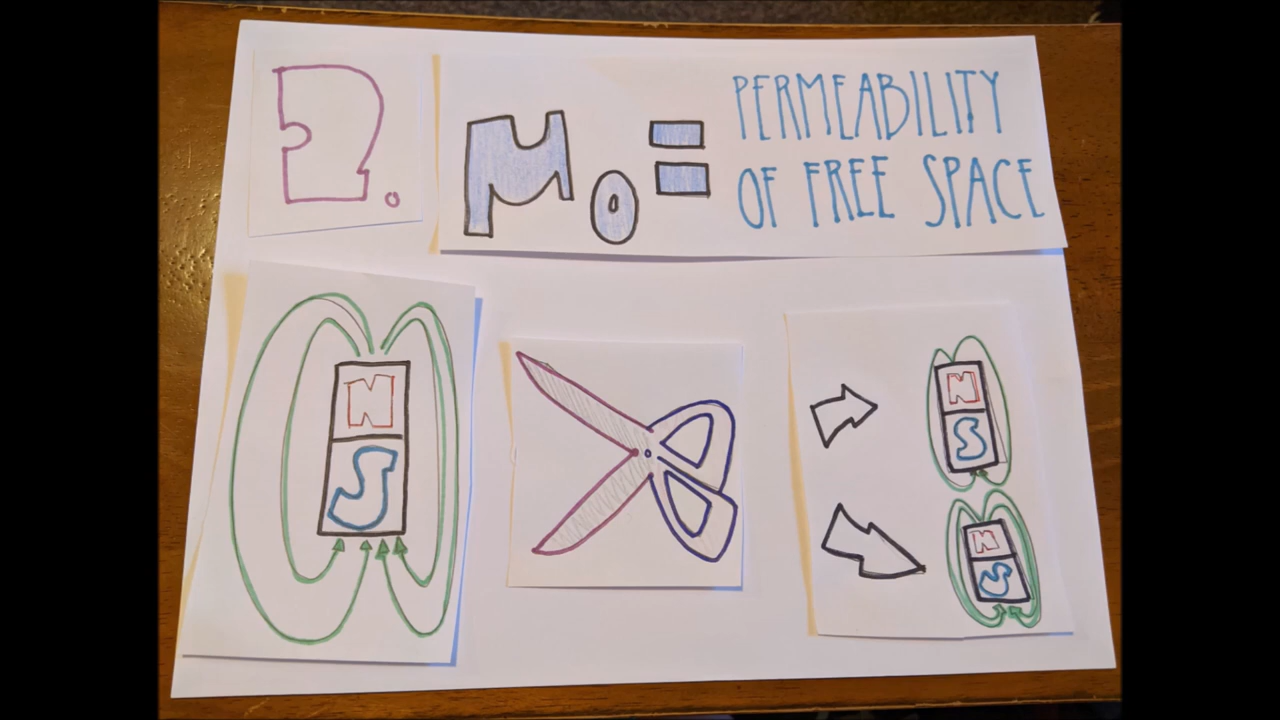 2.
μ₀ =
PERMEABILITY
OF FREE SPACE
N
S
N
S
N
S